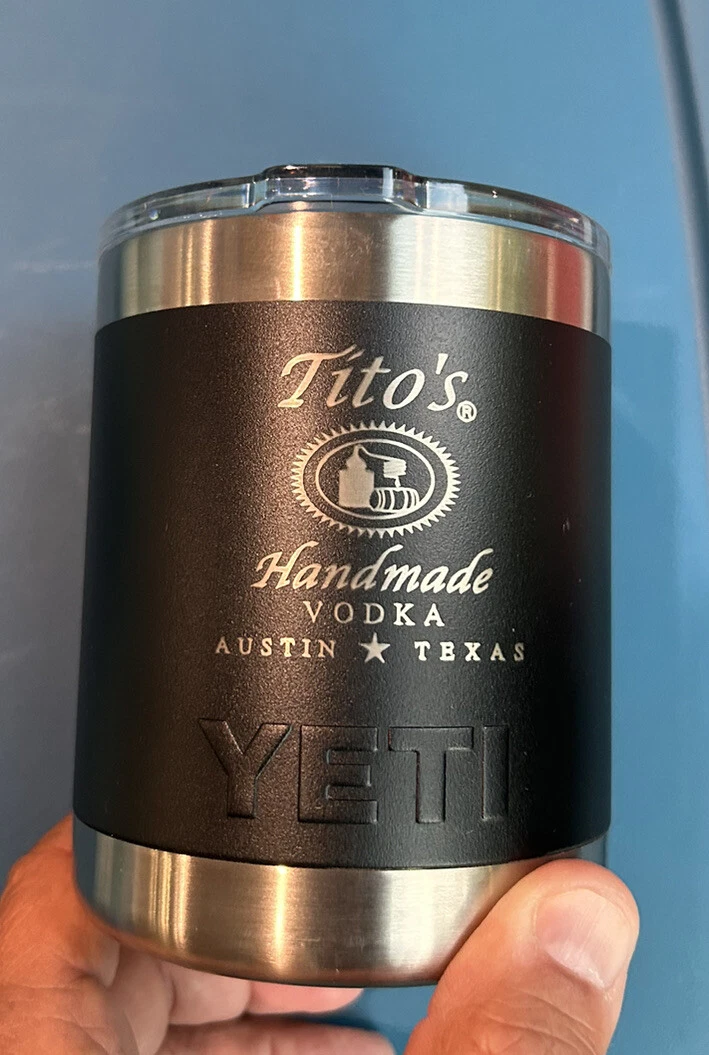 Tito's®
Handmade
VODKA
AUSTIN ★ TEXAS
YETI